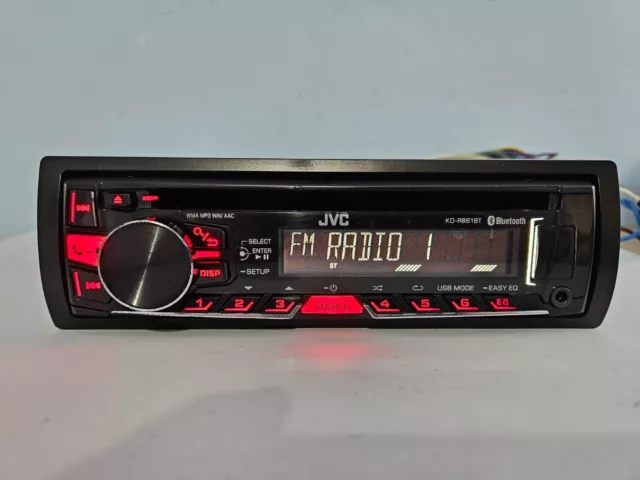 WMA MP3 WAV AAC
JVC
KD-R861BT Bluetooth
SELECT
ENTER
SETUP
DISP
FM RADIO 1
ST
USB MODE
EASY EQ
1 2 3 4 5 6 EQ